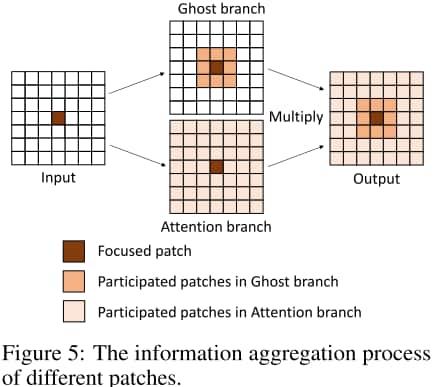 Ghost branch
Multiply
Input
Output
Attention branch
Focused patch
Participated patches in Ghost branch
Participated patches in Attention branch
Figure 5: The information aggregation process
of different patches.